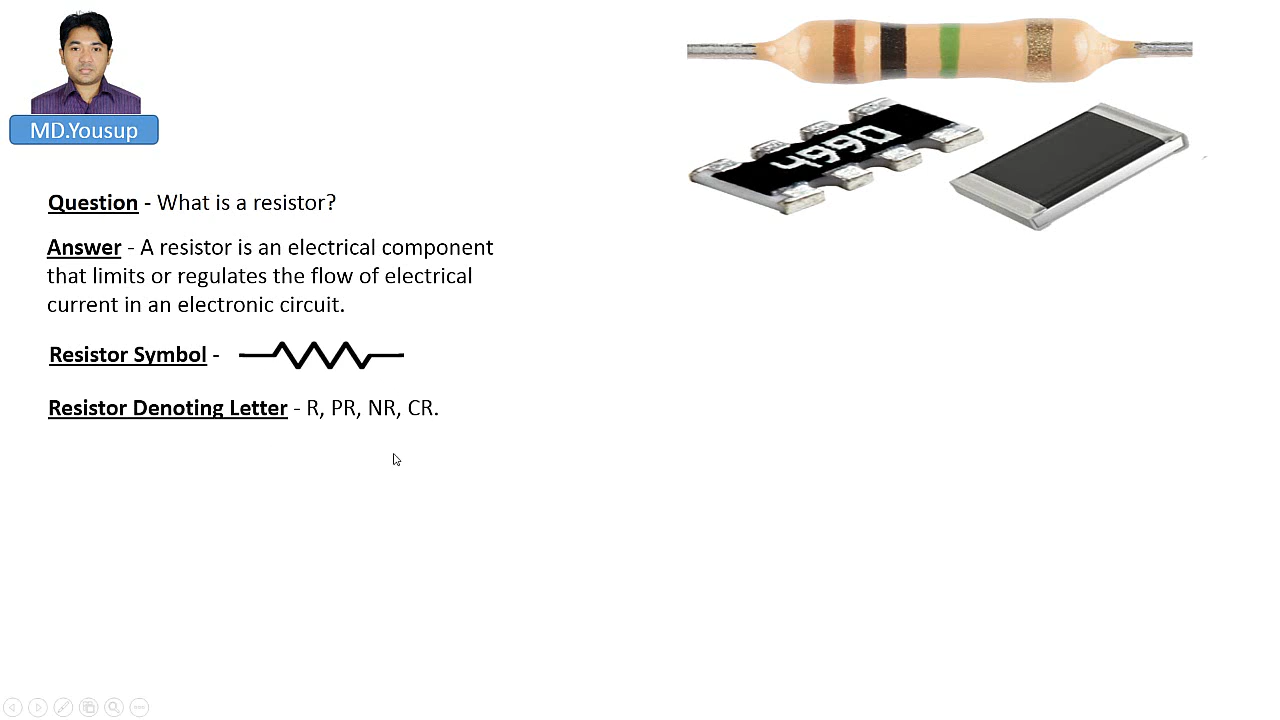 MD.Yousup
4990
Question - What is a resistor?
Answer - A resistor is an electrical component
that limits or regulates the flow of electrical
current in an electronic circuit.
Resistor Symbol -
Resistor Denoting Letter - R, PR, NR, CR.